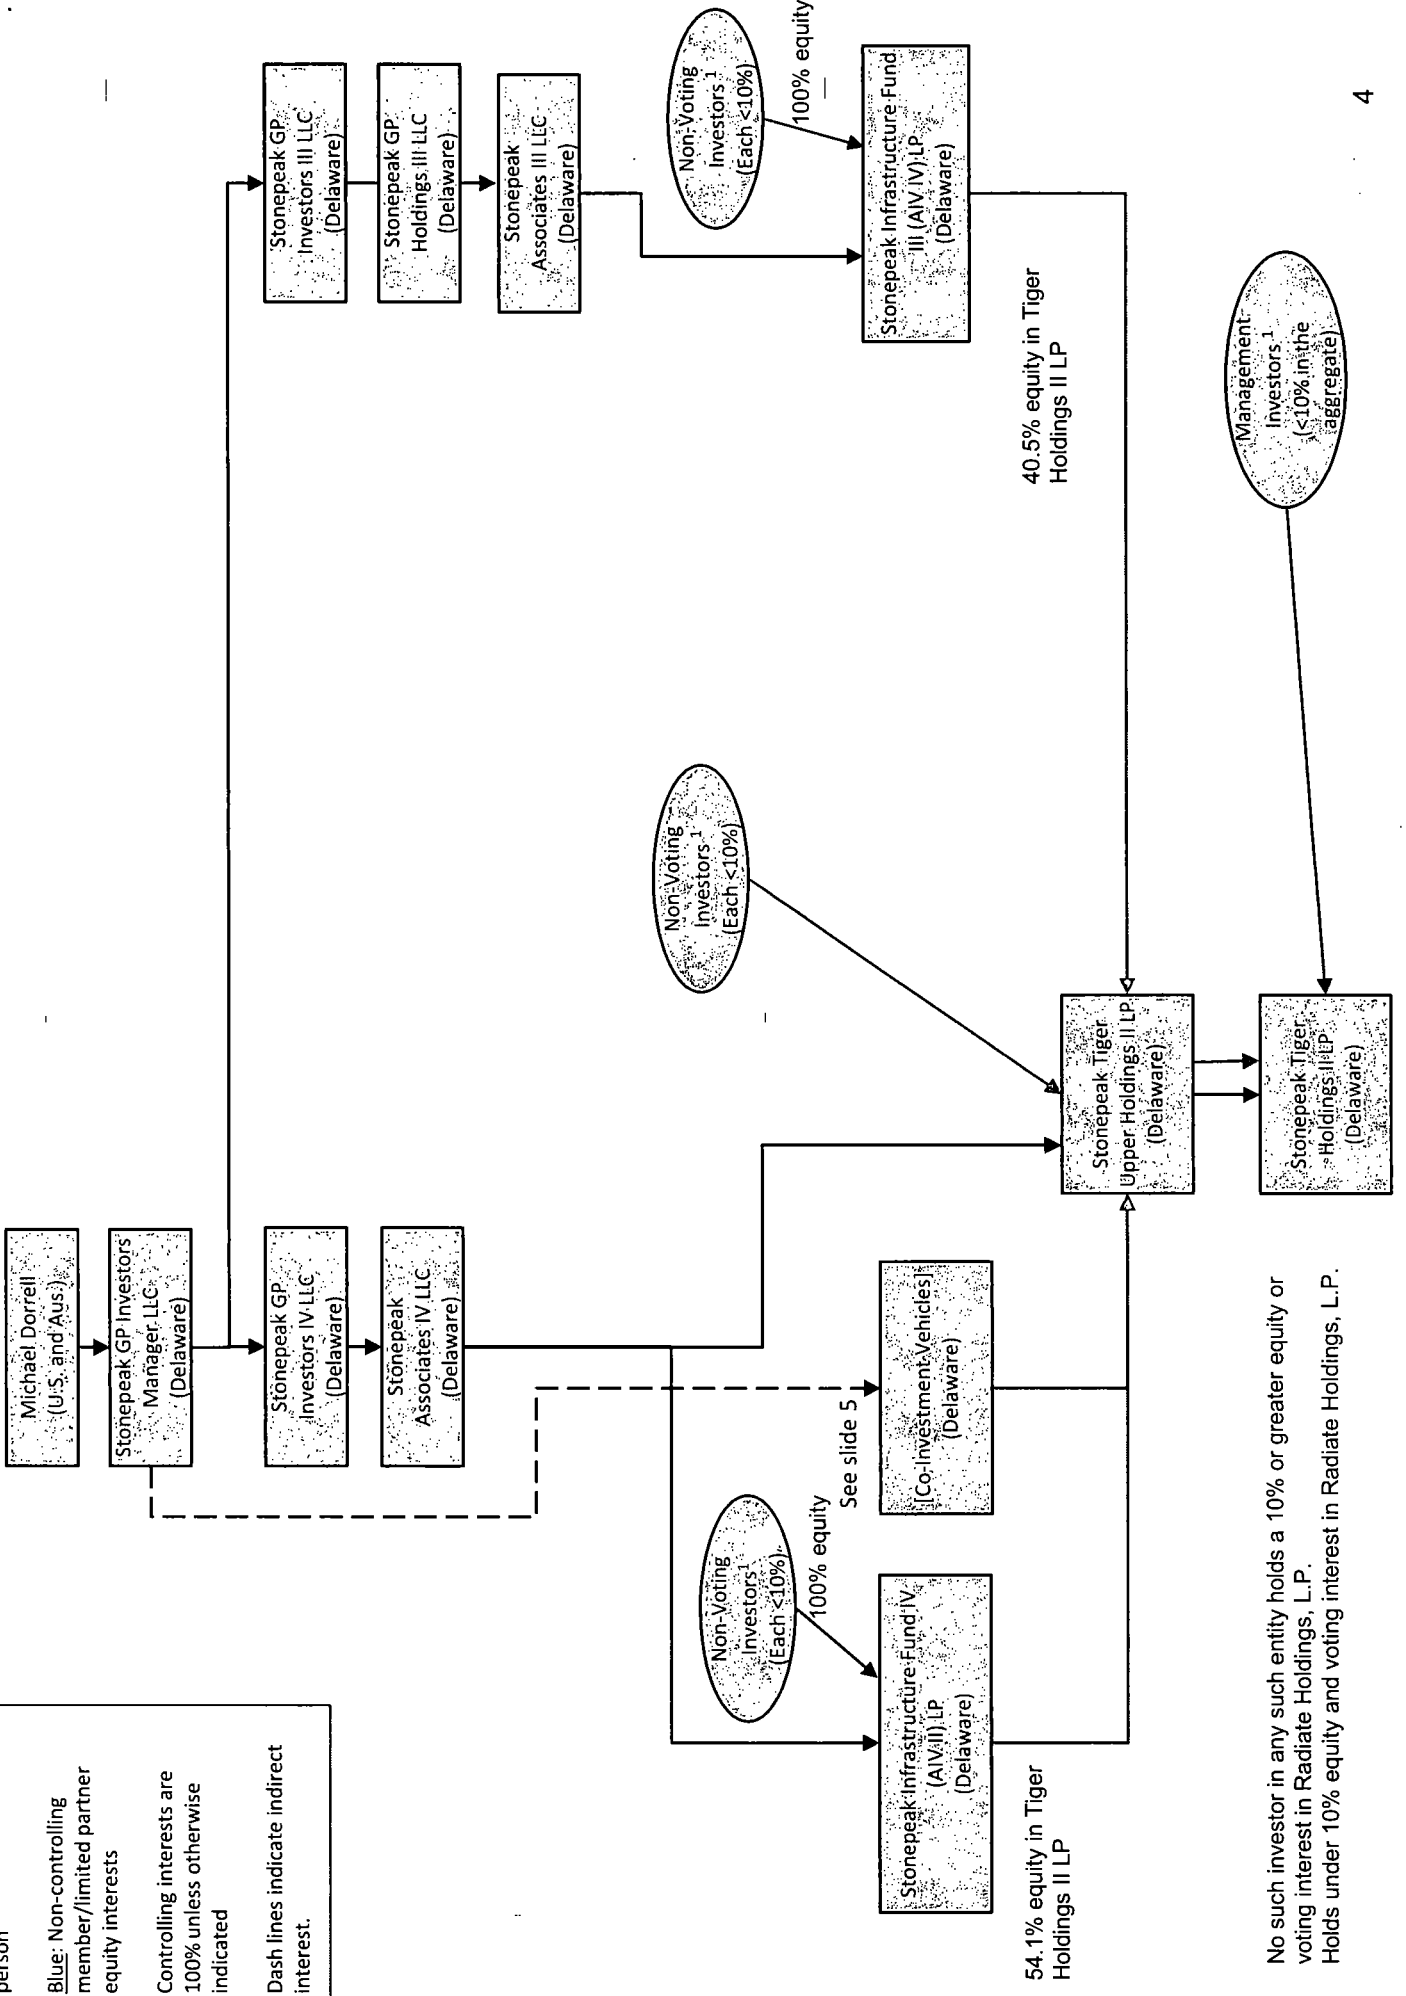 person
Blue: Non-controlling
member/limited partner
equity interests
Controlling interests are
100% unless otherwise
indicated
Dash lines indicate indirect
interest.
Michael Dorrell
(U.S. and Aus.)
Stonepeak GP Investors
Manager LLC
(Delaware)
Stonepeak GP
Investors IV LLC
(Delaware)
Stonepeak
Associates IV LLC
(Delaware)
Stonepeak GP
Investors III LLC
(Delaware)
Stonepeak GP
Holdings III LLC
(Delaware)
Stonepeak
Associates III LLC
(Delaware)
Non-Voting
Investors1
(Each <10%)
100% equity
See slide 5
Non-Voting
Investors 1
(Each <10%)
Non-Voting
Investors 1
(Each <10%)
100% equity
Stonepeak Infrastructure Fund IV
(AIV II) LP
(Delaware)
[Co-Investment Vehicles]
(Delaware)
Stonepeak Infrastructure Fund
III (AIV IV) LP
(Delaware)
54.1% equity in Tiger
Holdings II LP
40.5% equity in Tiger
Holdings II LP
Stonepeak Tiger
Upper Holdings II LP
(Delaware)
Management
Investors 1
(<10% in the
aggregate)
Stonepeak Tiger
Holdings II LP
(Delaware)
No such investor in any such entity holds a 10% or greater equity or
voting interest in Radiate Holdings, L.P.
Holds under 10% equity and voting interest in Radiate Holdings, L.P.
4